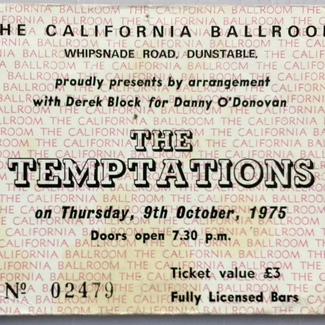 THE CALIFORNIA BALLROOM
WHIPSNADE ROAD, DUNSTABLE,
proudly presents by arrangement
with Derek Block for Danny O'Donovan
THE
TEMPTATIONS
on Thursday, 9th October, 1975
Doors open 7.30 p.m.
Ticket value £3
Nº 02479
Fully Licensed Bars